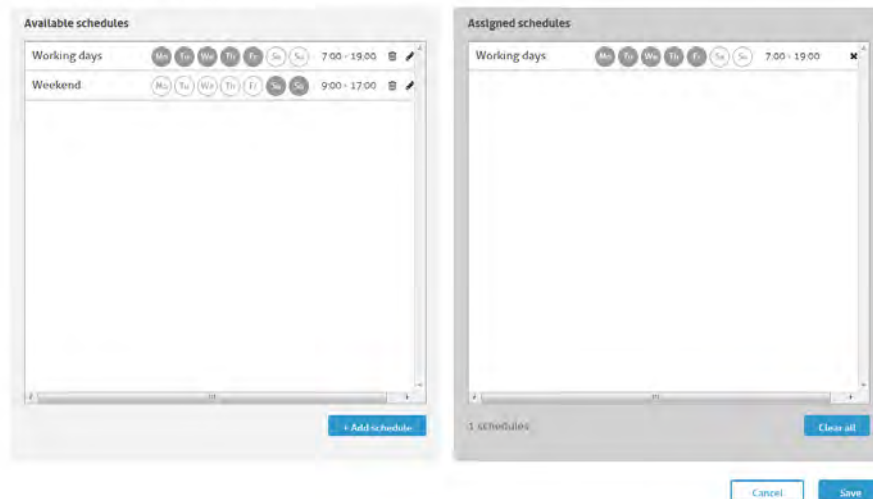 Available schedules
Working days Mo Tu We Th Fr Sa Su 7:00 - 19:00
Weekend Mo Tu We Th Fr Sa Su 9:00 - 17:00
+ Add schedule
Assigned schedules
Working days Mo Tu We Th Fr Sa Su 7:00 - 19:00
1 schedules
Clear all
Cancel
Save